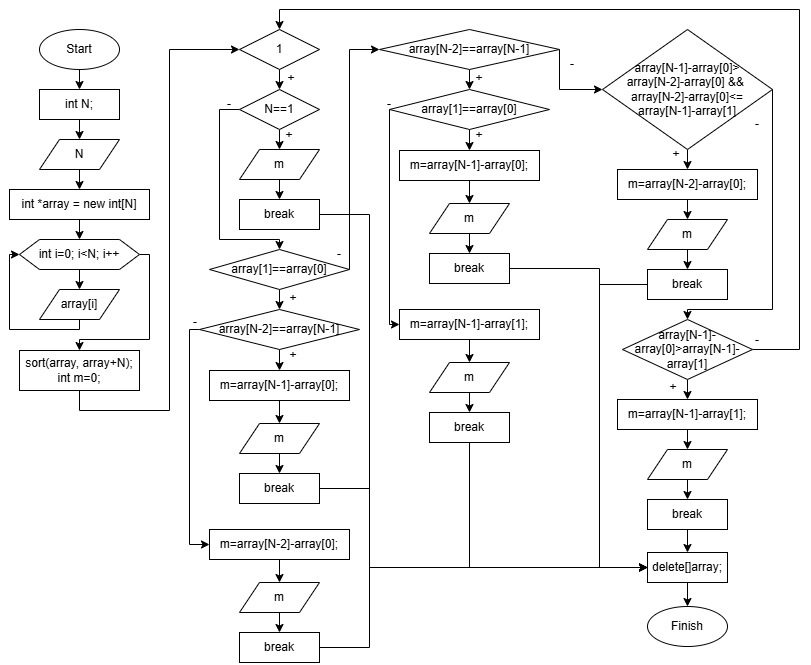 Start
int N;
N
int *array = new int[N]
int i=0; i<N; i++
array[i]
sort(array, array+N);
int m=0;
1
+
N==1
-
+
m
break
array[1]==array[0]
-
+
array[N-2]==array[N-1]
-
+
m=array[N-1]-array[0];
m
break
m=array[N-2]-array[0];
m
break
array[N-2]==array[N-1]
-
+
array[1]==array[0]
-
+
m=array[N-1]-array[0];
m
break
m=array[N-1]-array[1];
m
break
array[N-1]-array[0]>
array[N-2]-array[0] &&
array[N-2]-array[0]<=
array[N-1]-array[1]
-
+
m=array[N-2]-array[0];
m
break
array[N-1]-
array[0]>array[N-1]-
array[1]
-
+
m=array[N-1]-array[1];
m
break
delete[]array;
Finish